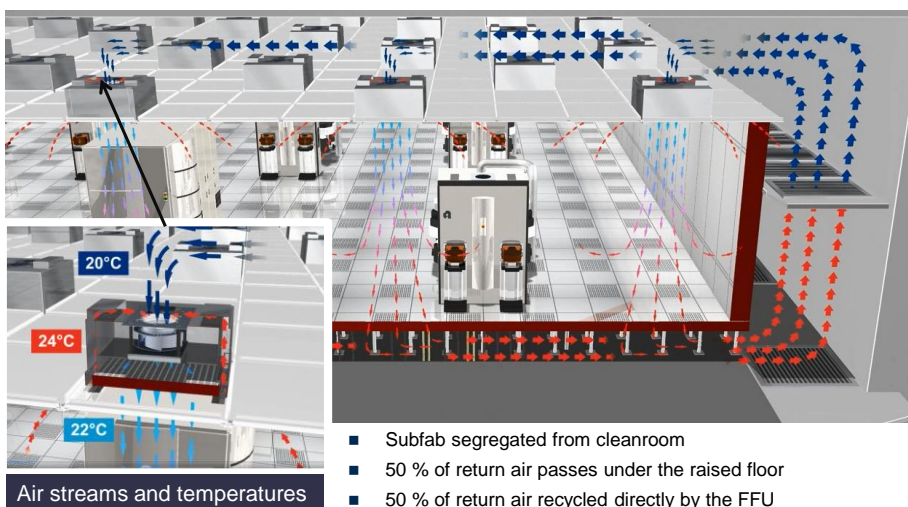 20°C
24°C
22°C
Air streams and temperatures
Subfab segregated from cleanroom
50 % of return air passes under the raised floor
50 % of return air recycled directly by the FFU